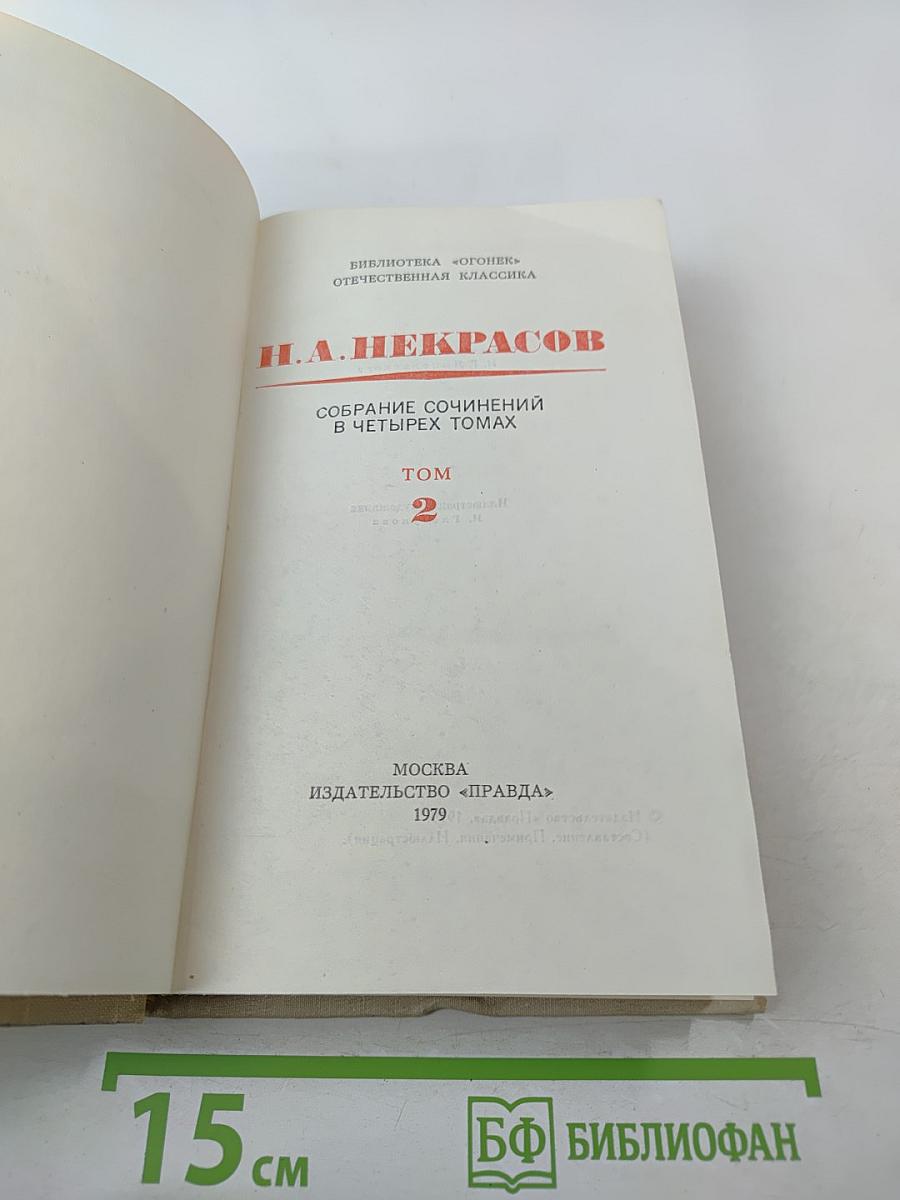 БИБЛИОТЕКА «ОГОНЕК»
ОТЕЧЕСТВЕННАЯ КЛАССИКА
Н. А. НЕКРАСОВ
СОБРАНИЕ СОЧИНЕНИЙ
В ЧЕТЫРЕХ ТОМАХ
ТОМ
2
МОСКВА
ИЗДАТЕЛЬСТВО «ПРАВДА»
1979
15 см
БФ БИБЛИОФАН